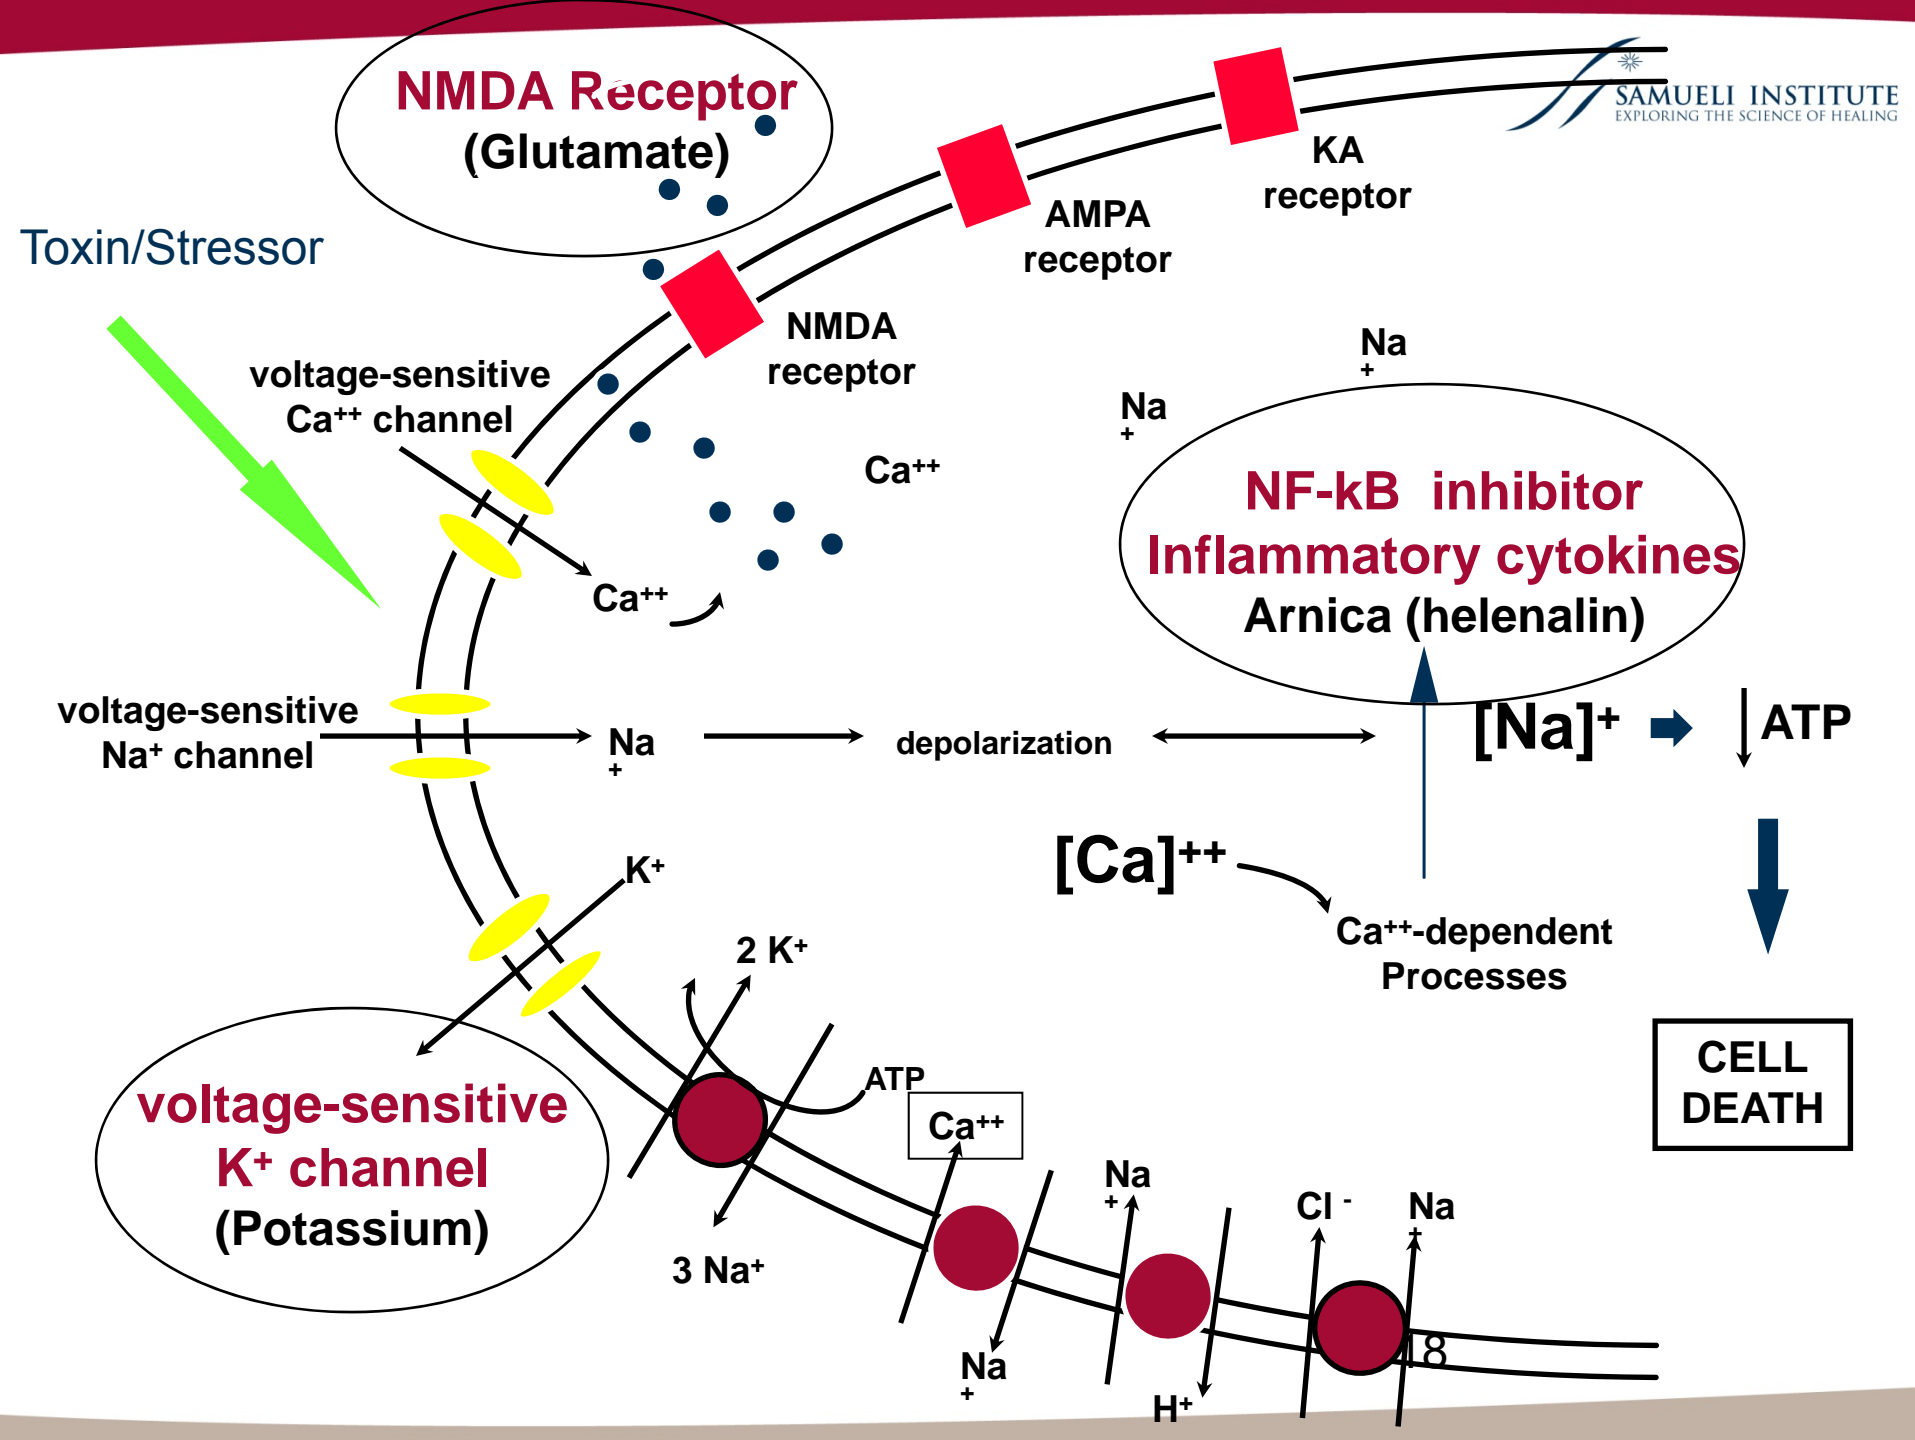 NMDA Receptor
(Glutamate)
SAMUELI INSTITUTE
EXPLORING THE SCIENCE OF HEALING
KA
receptor
AMPA
receptor
Toxin/Stressor
NMDA
receptor
voltage-sensitive
Ca++ channel
Na
+
Na
+
Ca++
NF-kB inhibitor
Inflammatory cytokines
Arnica (helenalin)
Ca++
voltage-sensitive
Na+ channel
Na
+
depolarization
[Na]+
ATP
[Ca]++
Ca++-dependent
Processes
K+
2 K+
CELL
DEATH
voltage-sensitive
K+ channel
(Potassium)
ATP
Ca++
3 Na+
Na
+
Cl -
Na
+
Na
+
H+
18